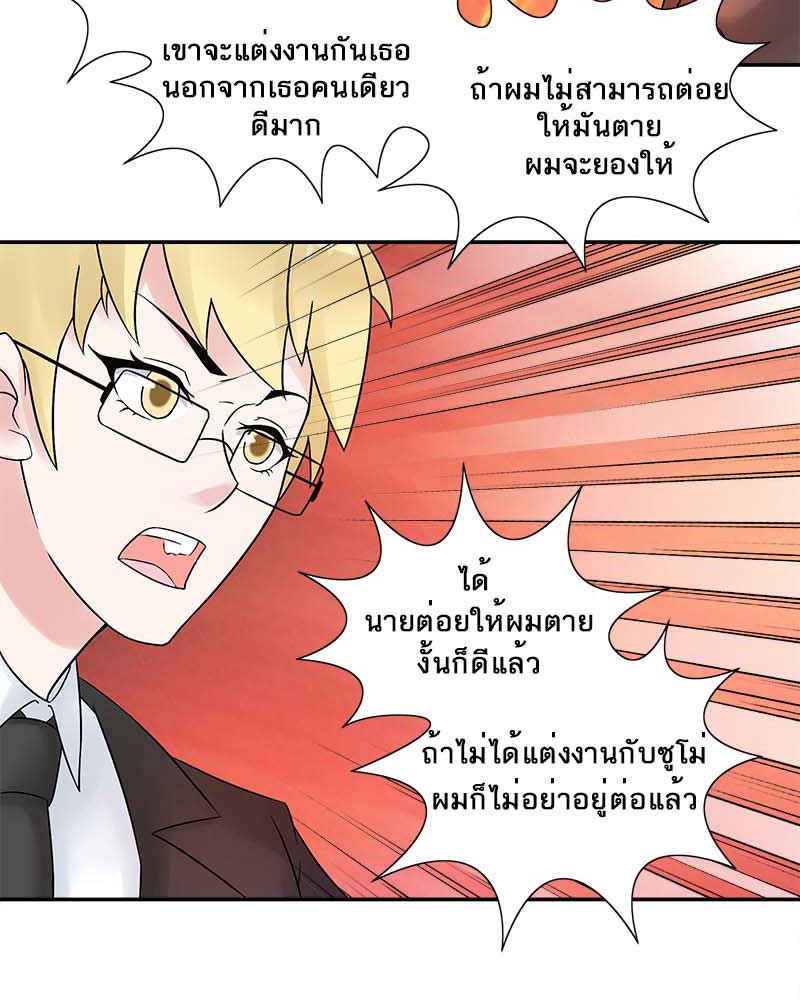 เขาจะแต่งงานกันเธอ
นอกจากเธอคนเดียว
ดีมาก
ถ้าผมไม่สามารถต่อย
ให้มันตาย
ผมจะยองให้
ได้
นายต่อยให้ผมตาย
งั้นก็ดีแล้ว
ถ้าไม่ได้แต่งงานกับซูโม่
ผมก็ไม่อย่าอยู่ต่อแล้ว